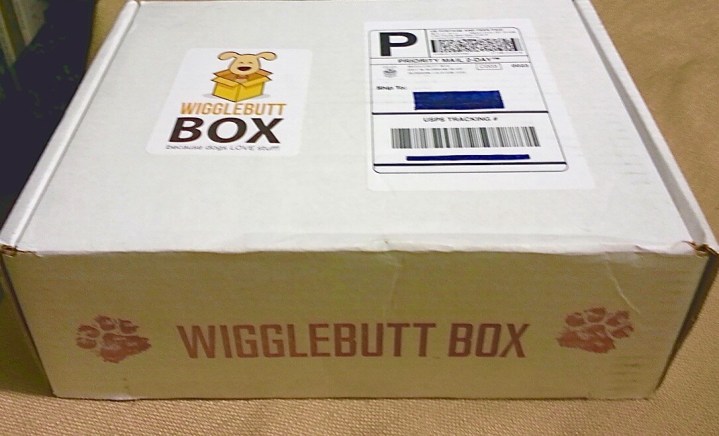 WIGGLEBUTT
BOX
because dogs LOVE stuff!
P
PRIORITY MAIL 2-DAY™
Ship To:
USPS TRACKING #
WIGGLEBUTT BOX